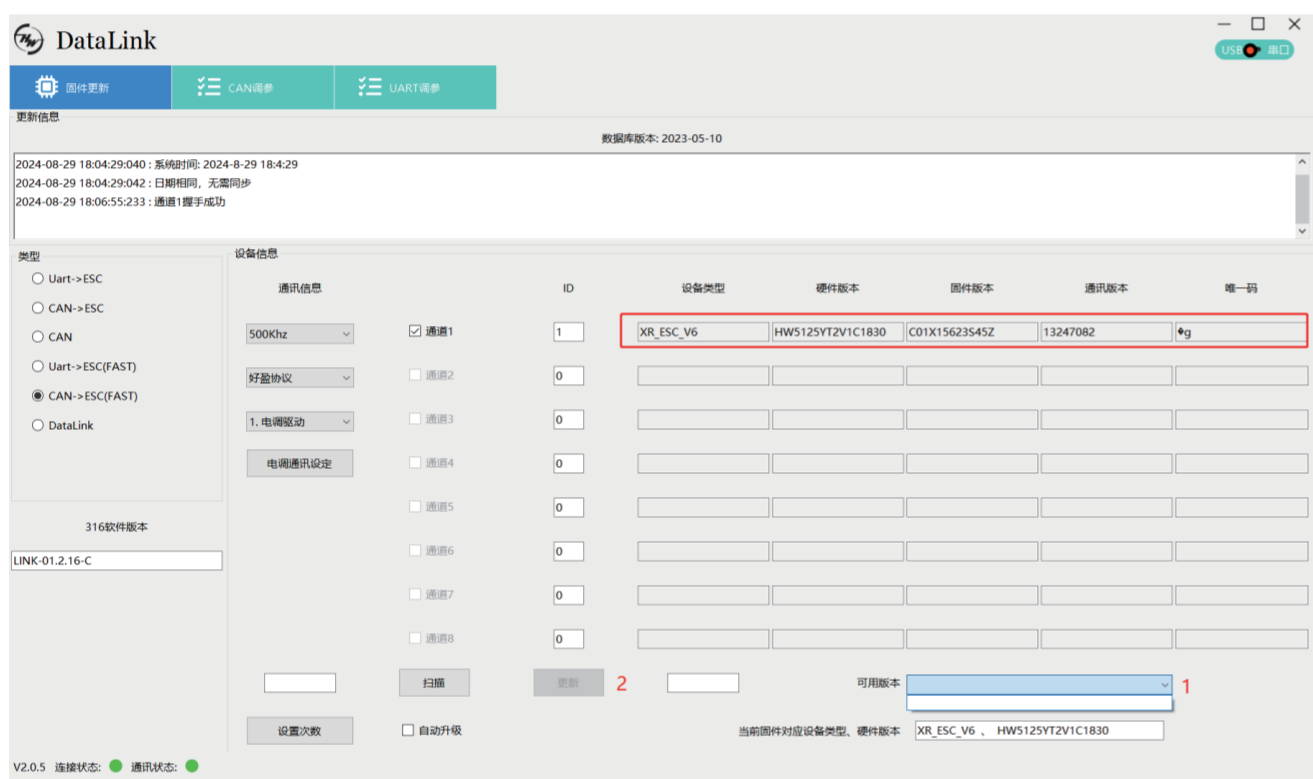 DataLink
USB 串口
固件更新 CAN调参 UART调参
更新信息
数据库版本: 2023-05-10
2024-08-29 18:04:29:040 : 系统时间: 2024-8-29 18:4:29
2024-08-29 18:04:29:042 : 日期相同，无需同步
2024-08-29 18:06:55:233 : 通道1握手成功
类型
Uart->ESC
CAN->ESC
CAN
Uart->ESC(FAST)
CAN->ESC(FAST)
DataLink
316软件版本
LINK-01.2.16-C
设备信息
通讯信息 ID 设备类型 硬件版本 固件版本 通讯版本 唯一码
500Khz 通道1 1 XR_ESC_V6 HW5125YT2V1C1830 C01X15623S45Z 13247082 �g
好盈协议 通道2 0
1. 电调驱动 通道3 0
电调通讯设定 通道4 0
通道5 0
通道6 0
通道7 0
通道8 0
扫描 更新 2 可用版本 1
设置次数 自动升级 当前固件对应设备类型、硬件版本 XR_ESC_V6 、 HW5125YT2V1C1830
V2.0.5 连接状态: 通讯状态: